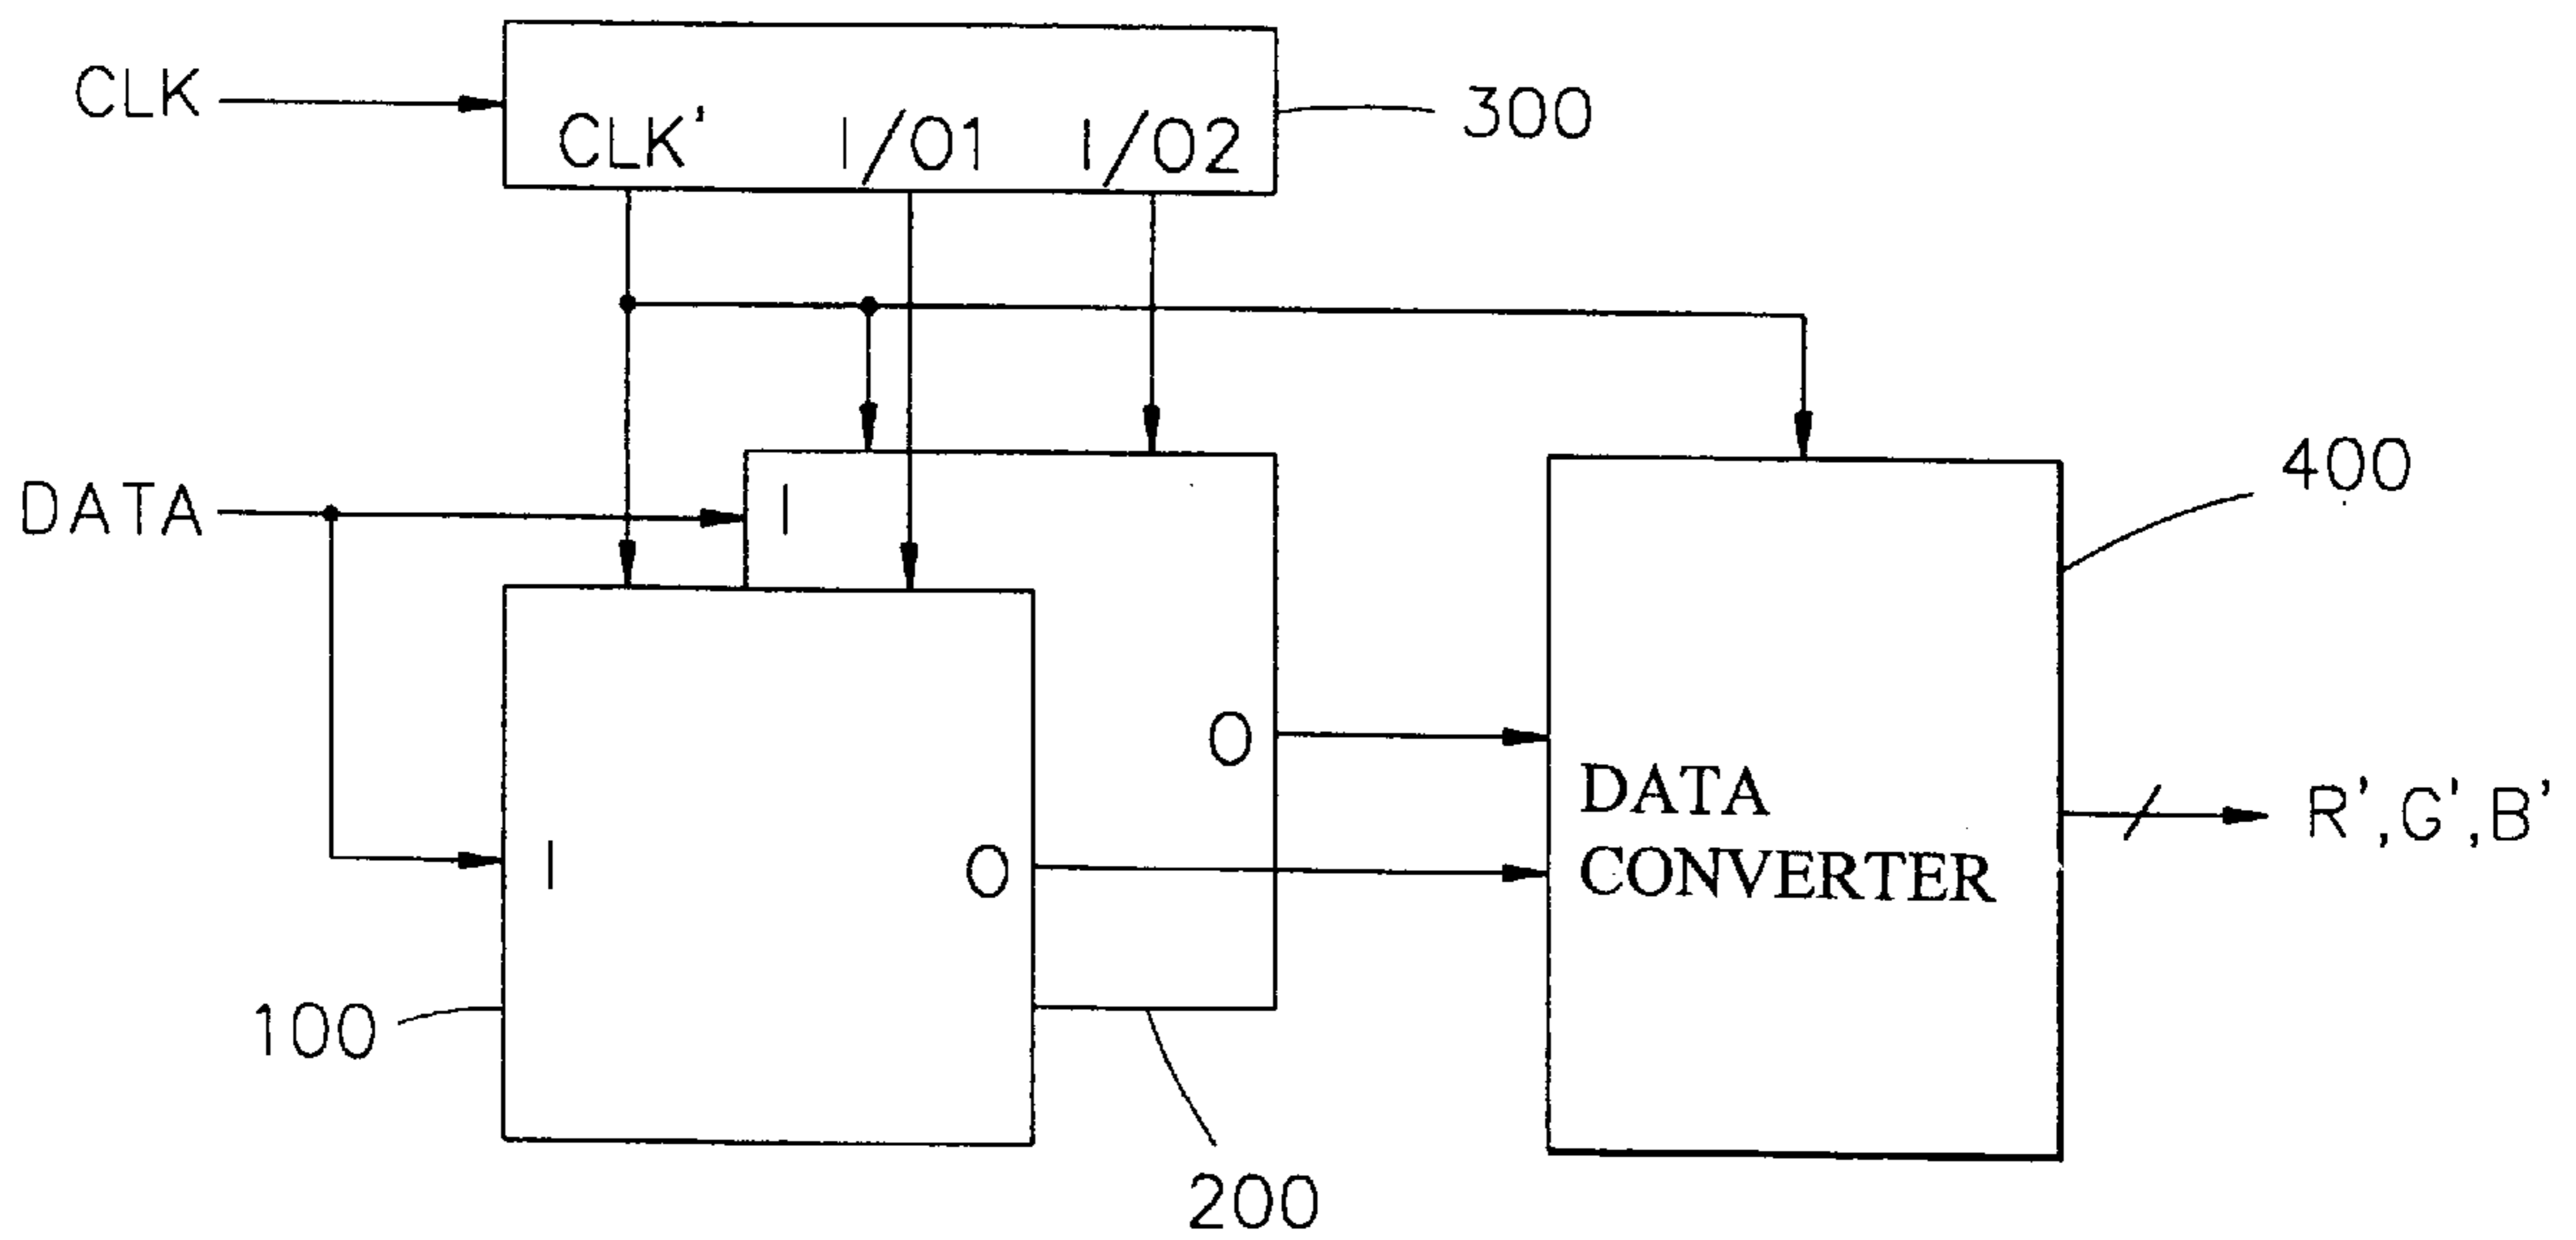 CLK
CLK' I/O1 I/O2
300
DATA
I
400
O
DATA
CONVERTER
R',G',B'
I
O
100
200